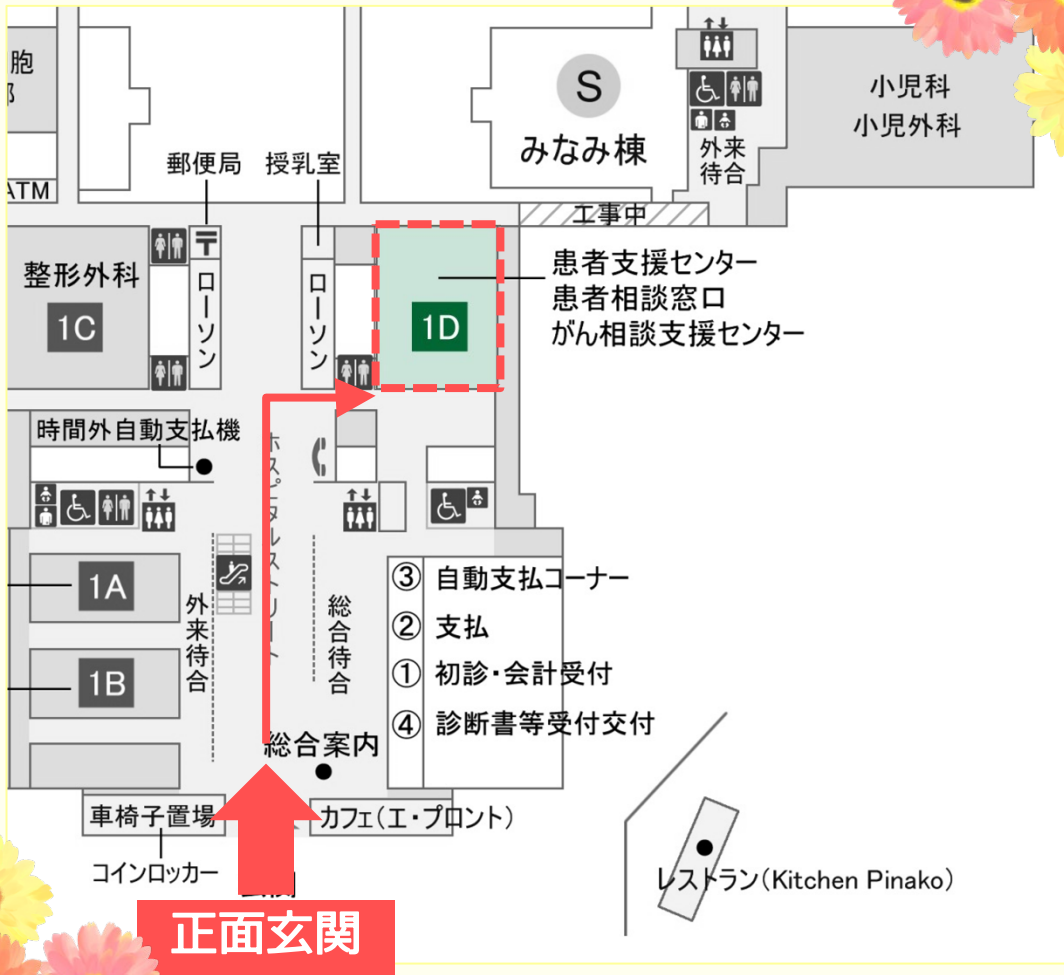 胞
S
みなみ棟
小児科
小児外科
外来
待合
ATM
郵便局
授乳室
工事中
整形外科
1C
〒
ローソン
ローソン
1D
患者支援センター
患者相談窓口
がん相談支援センター
時間外自動支払機
ホスピタルストリート
1A
1B
外来待合
総合待合
③ 自動支払コーナー
② 支払
① 初診・会計受付
④ 診断書等受付交付
総合案内
車椅子置場
カフェ(エ・プロント)
コインロッカー
レストラン(Kitchen Pinako)
正面玄関